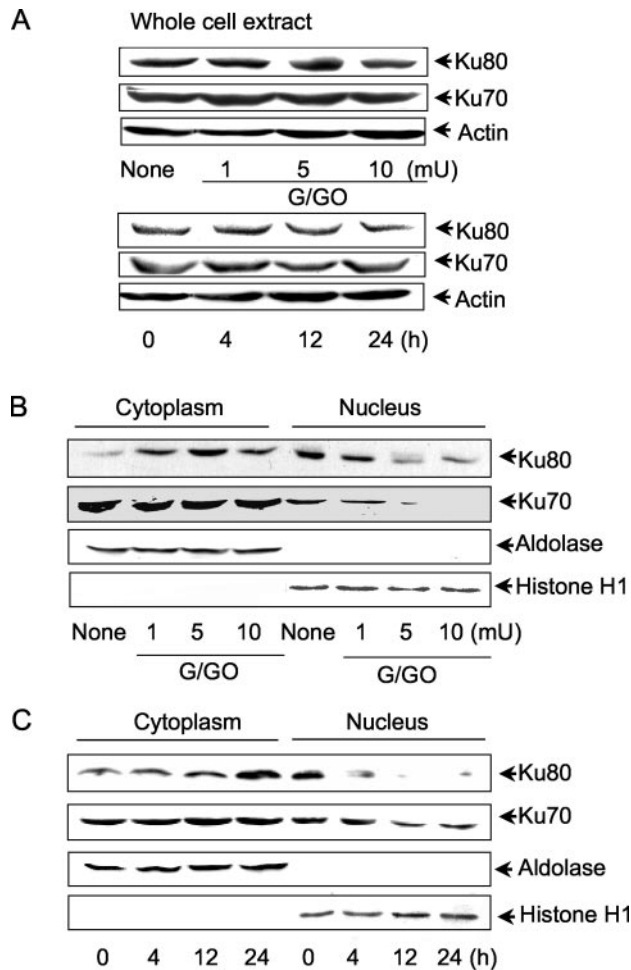 A
Whole cell extract
Ku80
Ku70
Actin
None 1 5 10 (mU)
G/GO
Ku80
Ku70
Actin
0 4 12 24 (h)
B
Cytoplasm Nucleus
Ku80
Ku70
Aldolase
Histone H1
None 1 5 10 None 1 5 10 (mU)
G/GO G/GO
C
Cytoplasm Nucleus
Ku80
Ku70
Aldolase
Histone H1
0 4 12 24 0 4 12 24 (h)